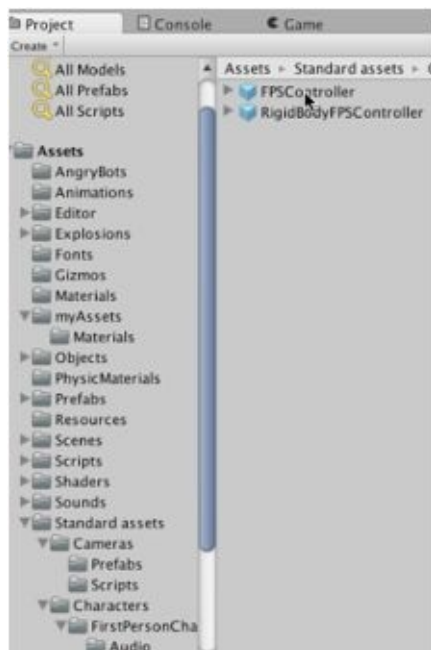 Project Console Game
Create
All Models
All Prefabs
All Scripts
Assets
AngryBots
Animations
Editor
Explosions
Fonts
Gizmos
Materials
myAssets
Materials
Objects
PhysicMaterials
Prefabs
Resources
Scenes
Scripts
Shaders
Sounds
Standard assets
Cameras
Prefabs
Scripts
Characters
FirstPersonCha
Audio
Assets Standard assets
FPSController
RigidBodyFPSController